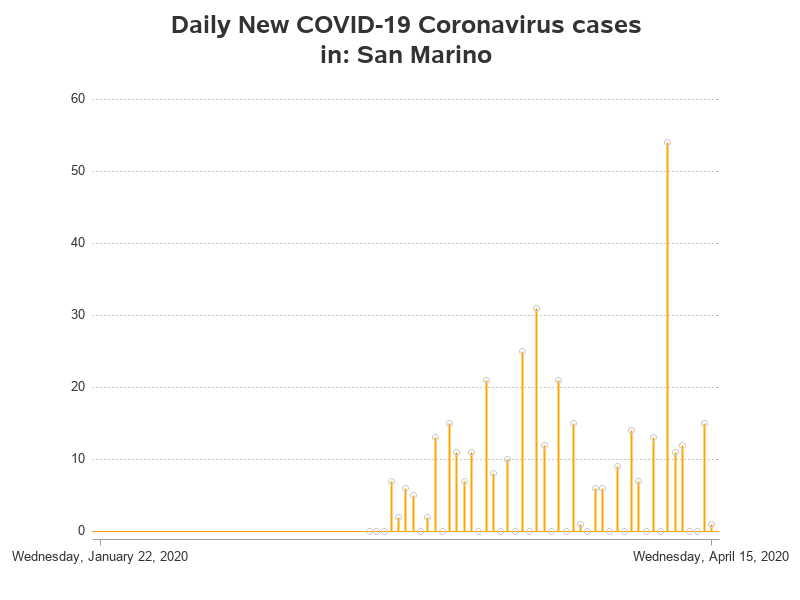 Daily New COVID-19 Coronavirus cases
in: San Marino
60
50
40
30
20
10
0
Wednesday, January 22, 2020 Wednesday, April 15, 2020